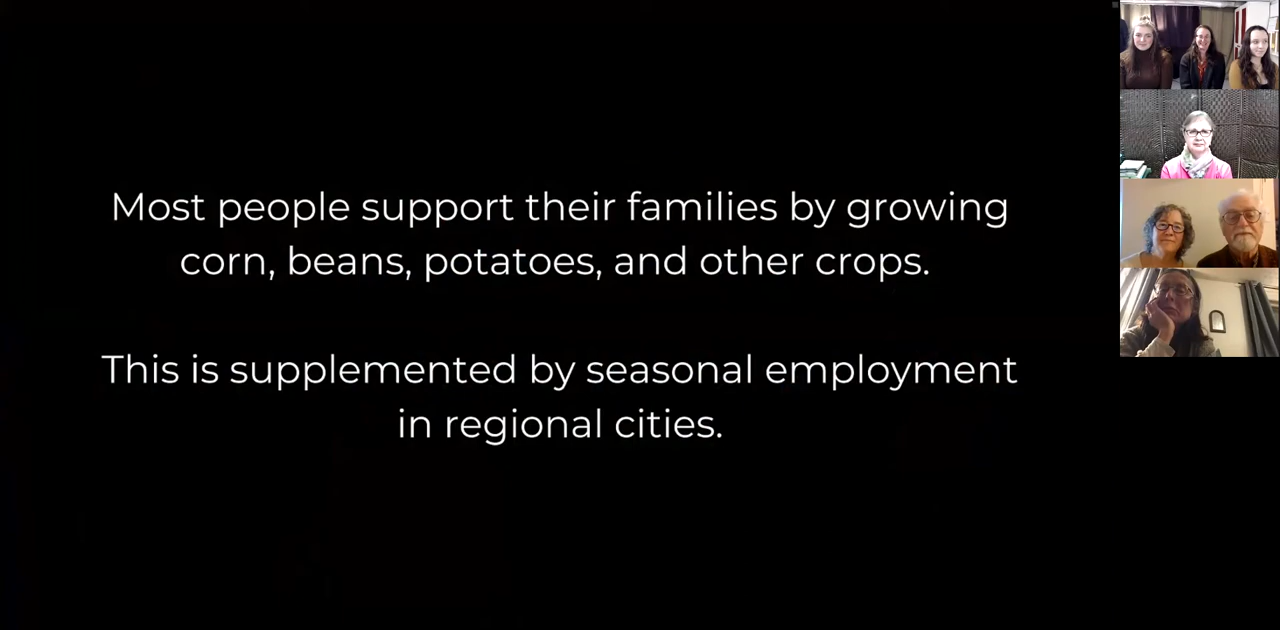 Most people support their families by growing
corn, beans, potatoes, and other crops.
This is supplemented by seasonal employment
in regional cities.